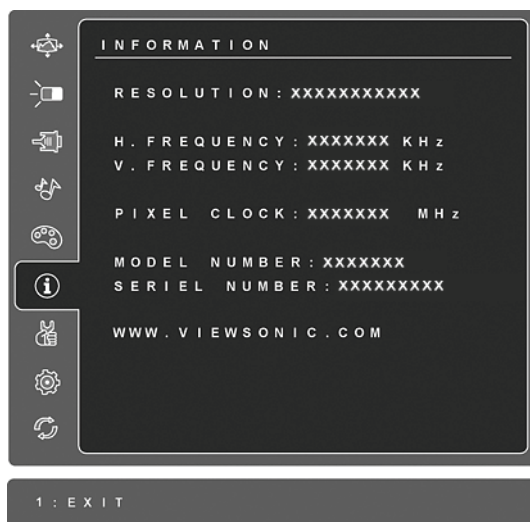 INFORMATION
RESOLUTION: XXXXXXXXXXX
H. FREQUENCY: XXXXXXX KHz
V. FREQUENCY: XXXXXXX KHz
PIXEL CLOCK: XXXXXXX MHz
MODEL NUMBER: XXXXXXX
SERIEL NUMBER: XXXXXXXXX
WWW.VIEWSONIC.COM
1:EXIT